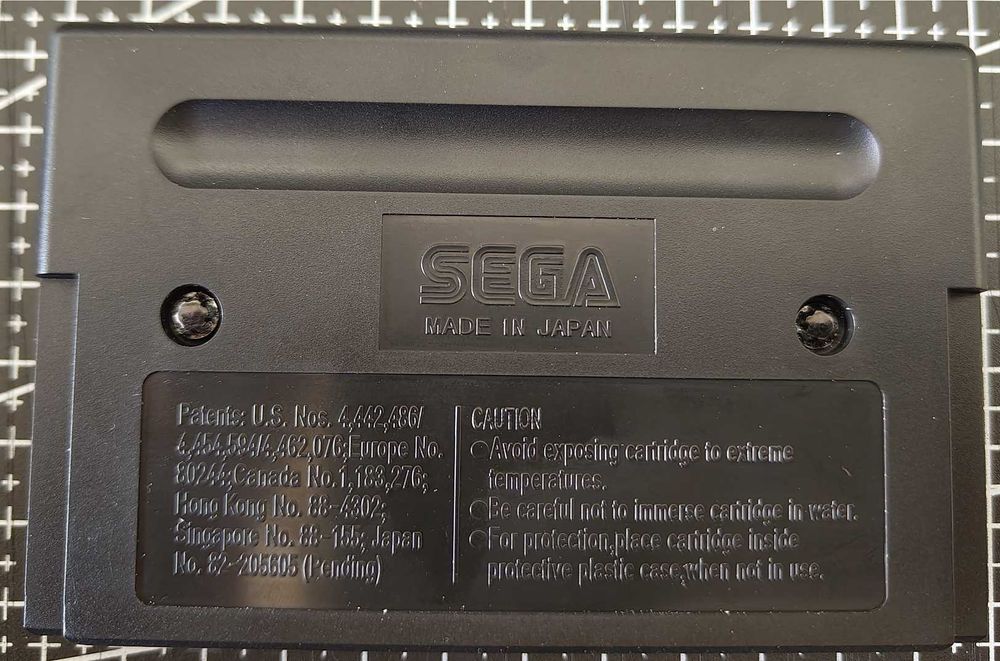 SEGA
MADE IN JAPAN
Patents: U.S. Nos. 4,442,486/
4,454,594/4,462,076;Europe No.
80244;Canada No.1,183,276;
Hong Kong No. 88-4302;
Singapore No. 88-155; Japan
No. 82-205605 (Pending)
CAUTION
○Avoid exposing cartridge to extreme
temperatures.
○Be careful not to immerse cartridge in water.
○For protection,place cartridge inside
protective plastic case,when not in use.